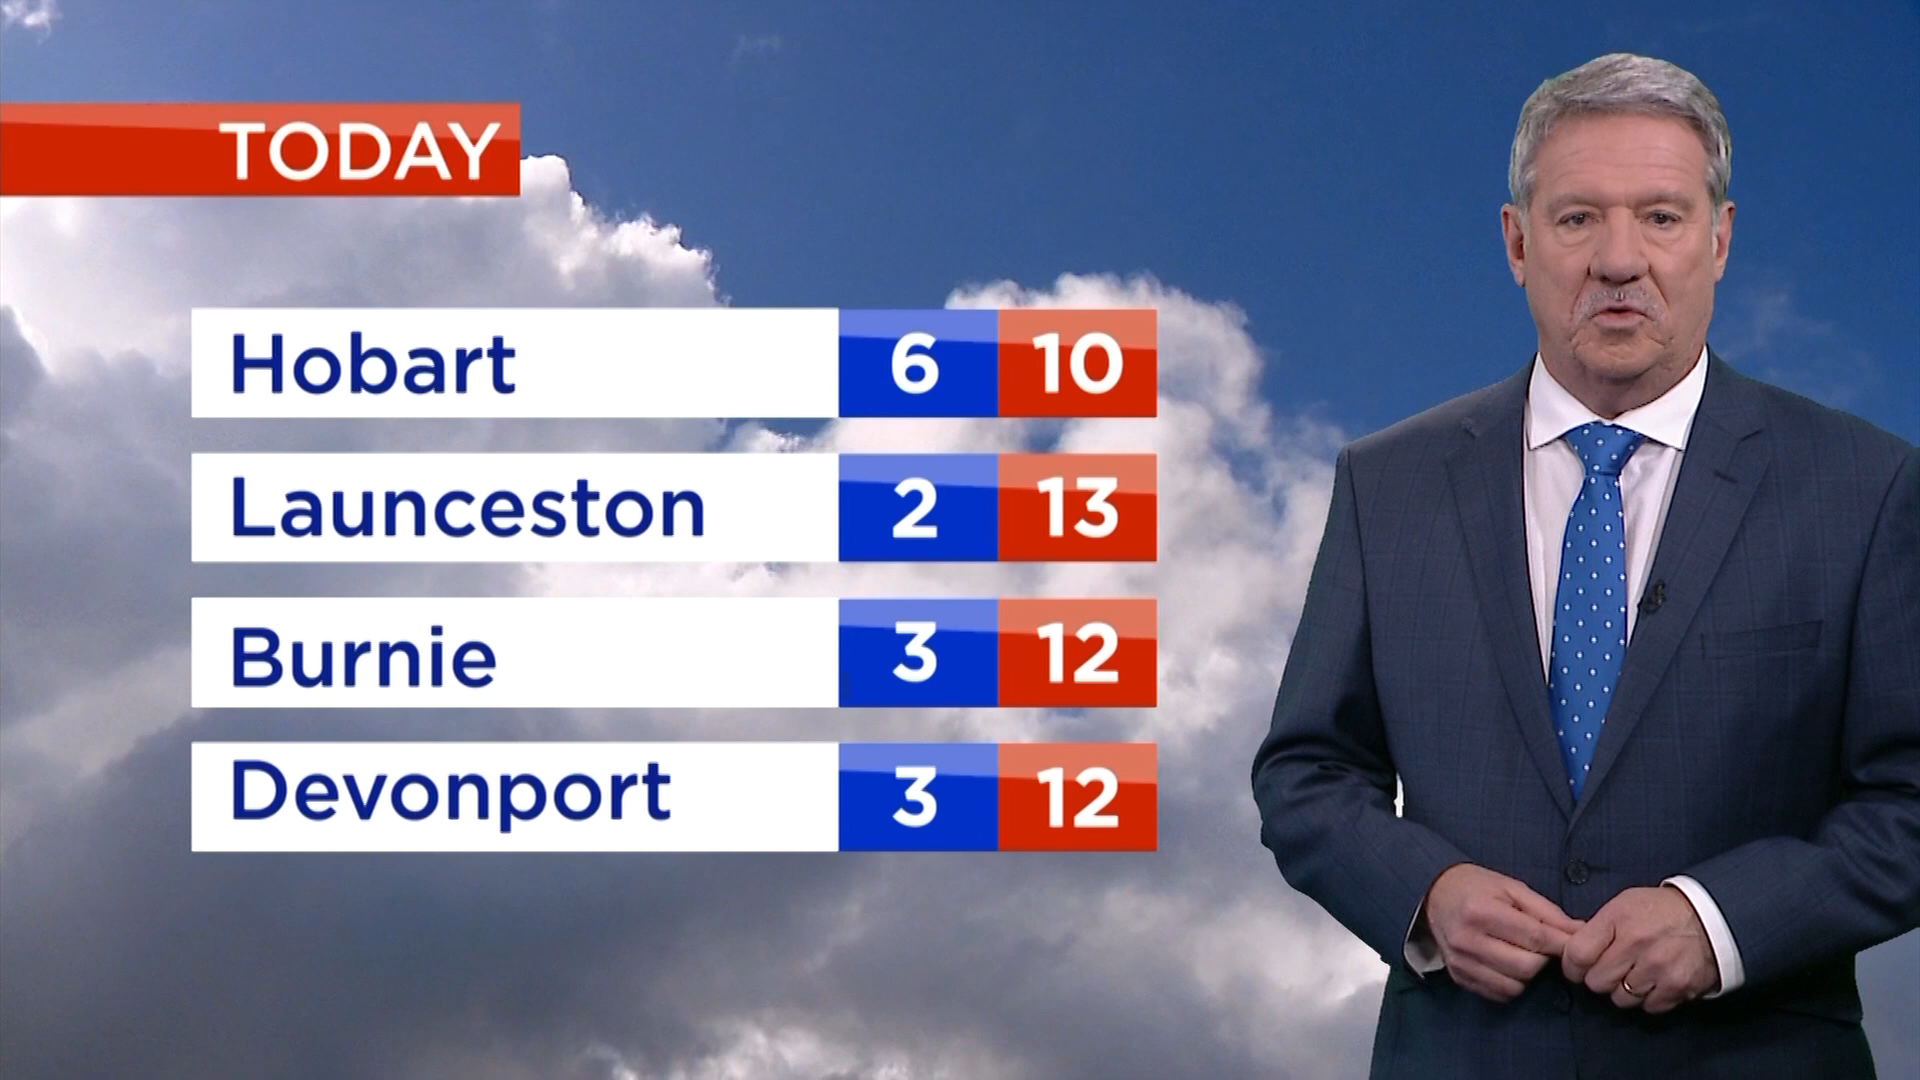 TODAY
Hobart 6 10
Launceston 2 13
Burnie 3 12
Devonport 3 12